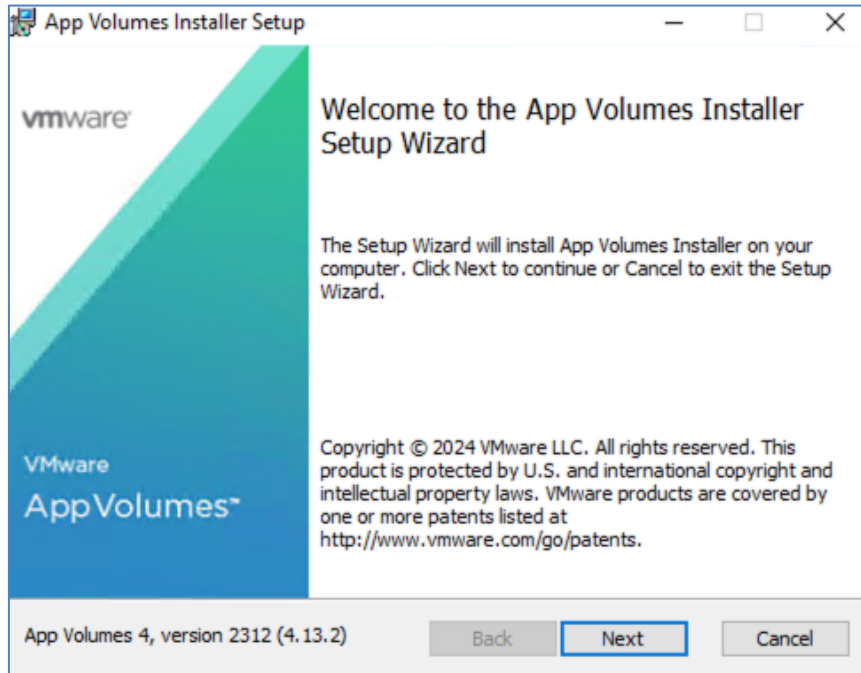 App Volumes Installer Setup
vmware®
Welcome to the App Volumes Installer
Setup Wizard
The Setup Wizard will install App Volumes Installer on your
computer. Click Next to continue or Cancel to exit the Setup
Wizard.
VMware
App Volumes™
Copyright © 2024 VMware LLC. All rights reserved. This
product is protected by U.S. and international copyright and
intellectual property laws. VMware products are covered by
one or more patents listed at
http://www.vmware.com/go/patents.
App Volumes 4, version 2312 (4.13.2)
Back
Next
Cancel